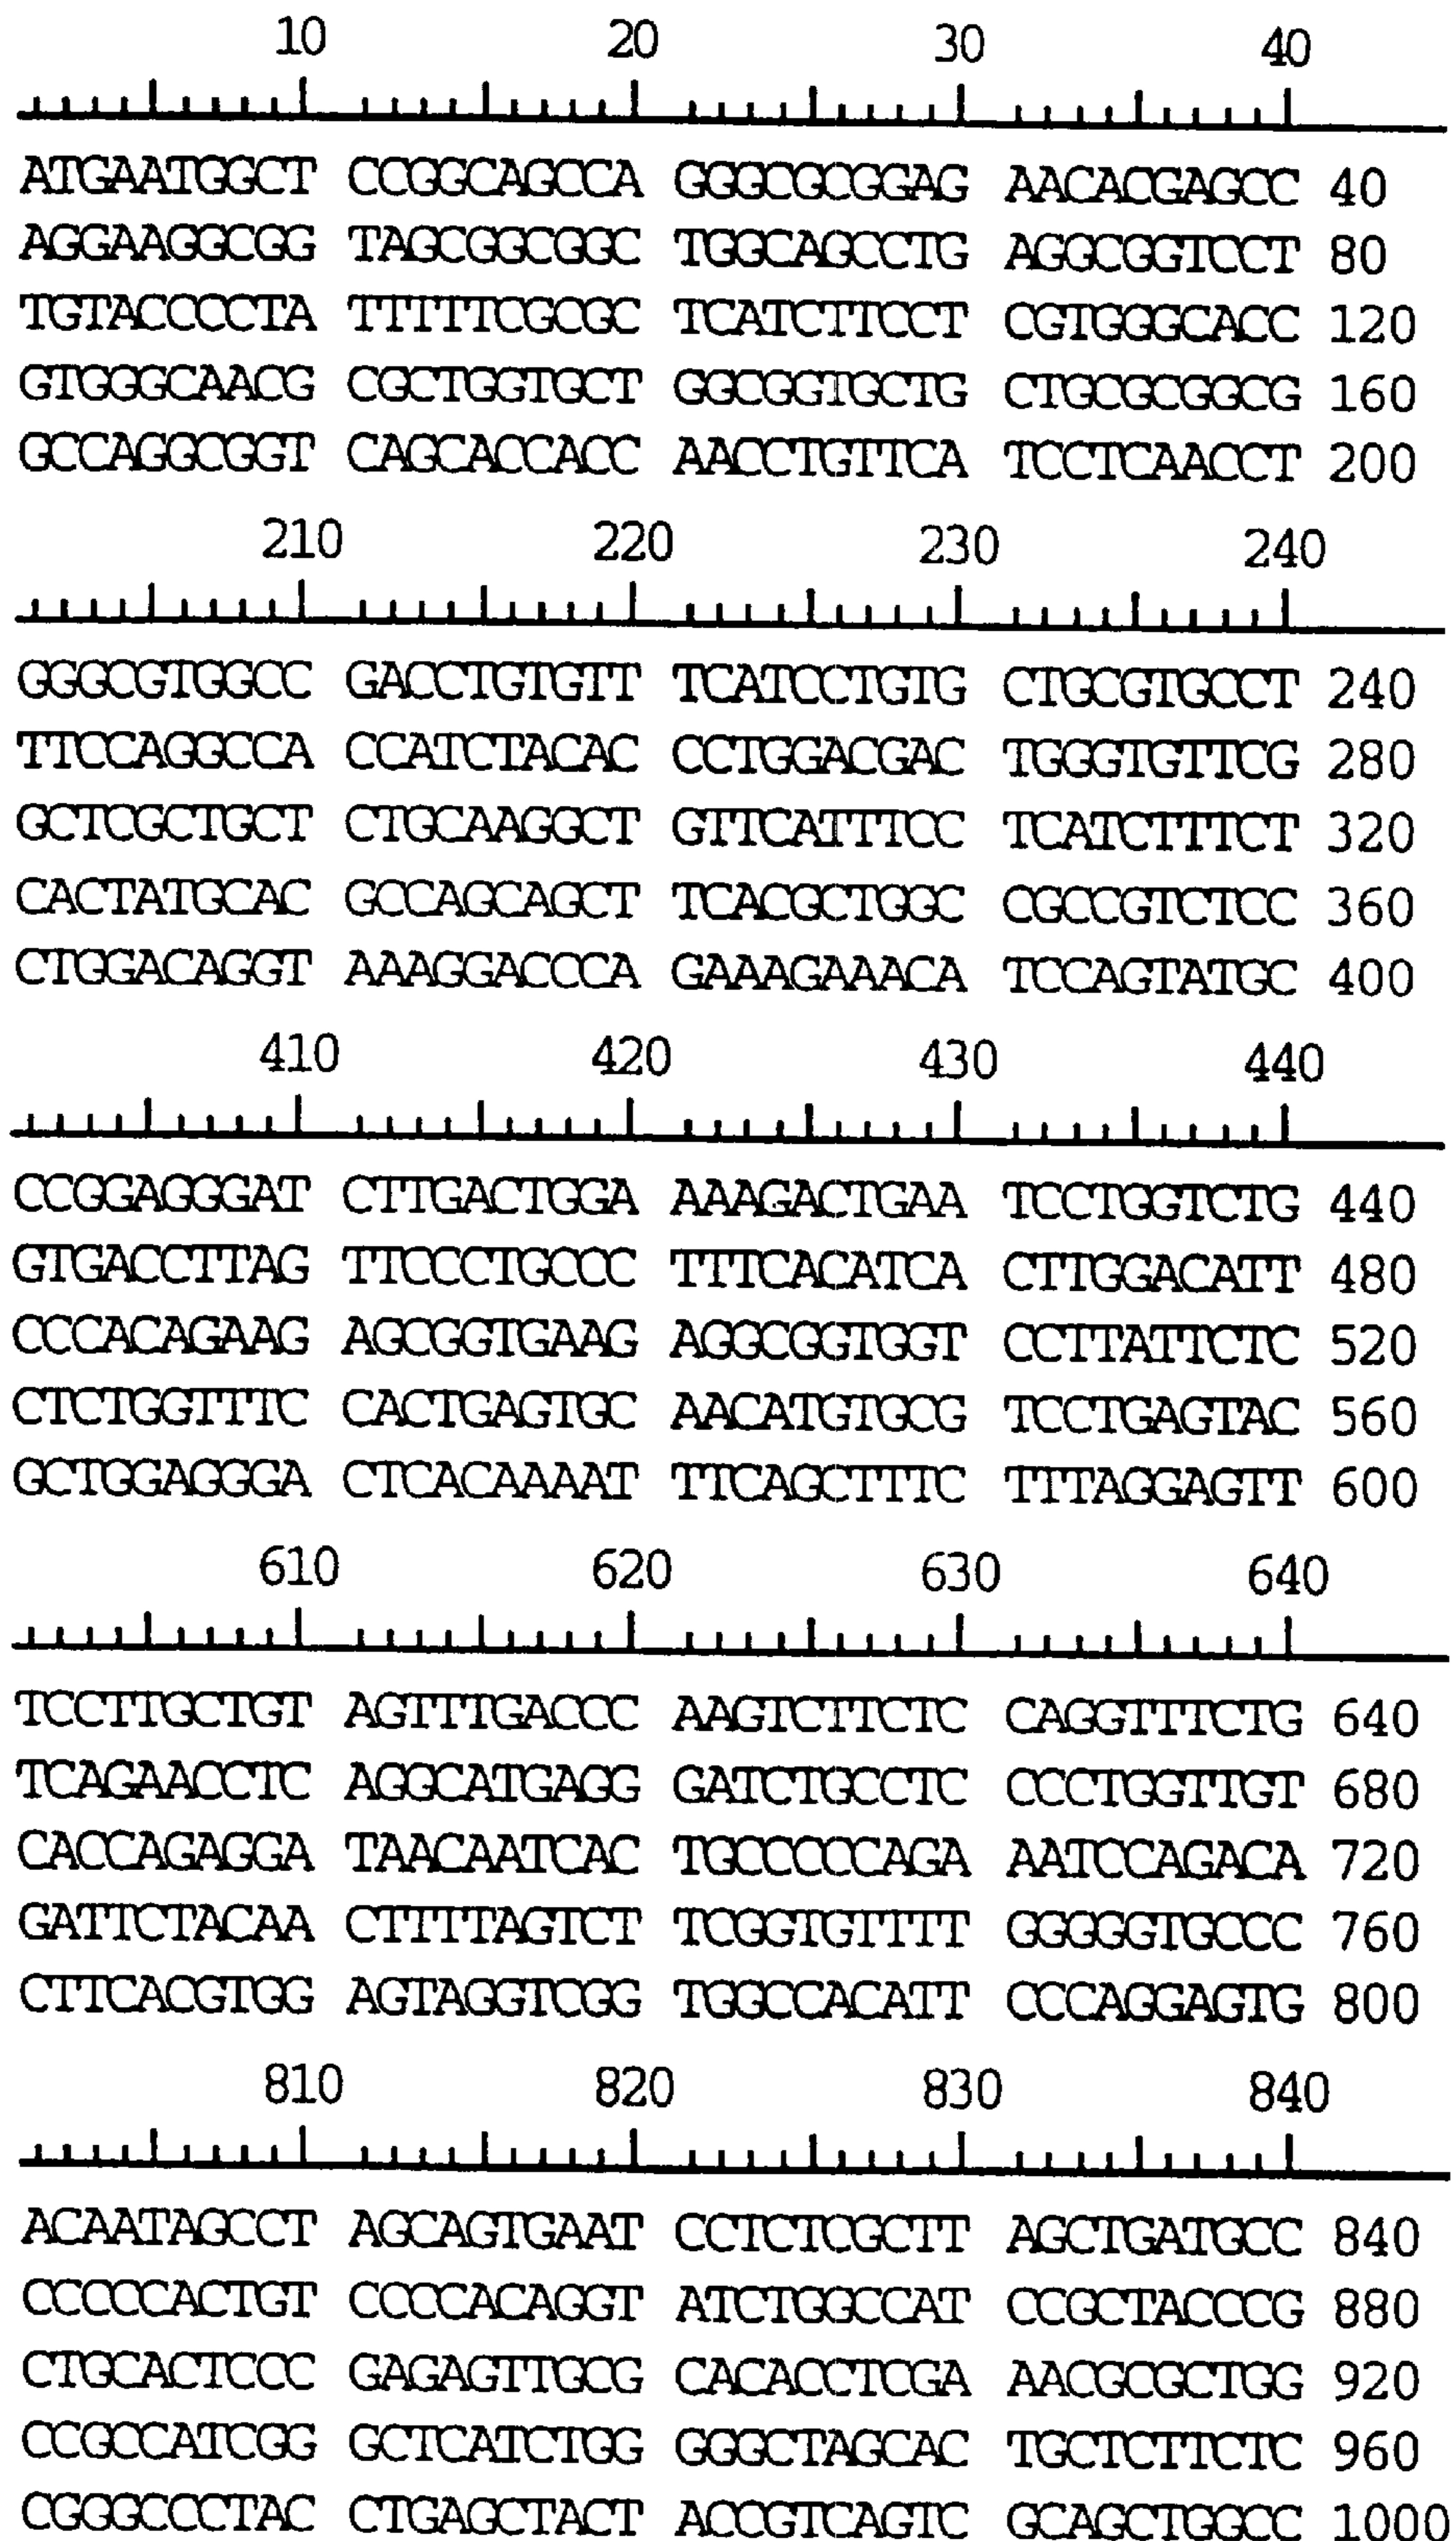 10 20 30 40
ATGAATGGCT CCGGCAGCCA GGGCGCGGAG AACACGAGCC 40
AGGAAGGCGG TAGCGGCGGC TGGCAGCCTG AGGCGGTCCT 80
TGTACCCCTA TTTTTCGCGC TCATCTTCCT CGTGGGCACC 120
GTGGGCAACG CGCTGGTGCT GGCGGTGCTG CTGCGCGGCG 160
GCCAGGCGGT CAGCACCACC AACCTGTTCA TCCTCAACCT 200
210 220 230 240
GGGCGTGGCC GACCTGTGTT TCATCCTGTG CTGCGTGCCT 240
TTCCAGGCCA CCATCTACAC CCTGGACGAC TGGGTGTTCG 280
GCTCGCTGCT CTGCAAGGCT GTTCATTTCC TCATCTTTCT 320
CACTATGCAC GCCAGCAGCT TCACGCTGGC CGCCGTCTCC 360
CTGGACAGGT AAAGGACCCA GAAAGAAACA TCCAGTATGC 400
410 420 430 440
CCGGAGGGAT CTTGACTGGA AAAGACTGAA TCCTGGTCTG 440
GTGACCTTAG TTCCCTGCCC TTTCACATCA CTTGGACATT 480
CCCACAGAAG AGCGGTGAAG AGGCGGTGGT CCTTATTCTC 520
CTCTGGTTTC CACTGAGTGC AACATGTGCG TCCTGAGTAC 560
GCTGGAGGGA CTCACAAAAT TTCAGCTTTC TTTAGGAGTT 600
610 620 630 640
TCCTTGCTGT AGTTTGACCC AAGTCTTCTC CAGGTTTCTG 640
TCAGAACCTC AGGCATGAGG GATCTGCCTC CCCTGGTTGT 680
CACCAGAGGA TAACAATCAC TGCCCCCAGA AATCCAGACA 720
GATTCTACAA CTTTTAGTCT TCGGTGTTTT GGGGGTGCCC 760
CTTCACGTGG AGTAGGTCGG TGGCCACATT CCCAGGAGTG 800
810 820 830 840
ACAATAGCCT AGCAGTGAAT CCTCTCGCTT AGCTGATGCC 840
CCCCCACTGT CCCCACAGGT ATCTGGCCAT CCGCTACCCG 880
CTGCACTCCC GAGAGTTGCG CACACCTCGA AACGCGCTGG 920
CCGCCATCGG GCTCATCTGG GGGCTAGCAC TGCTCTTCTC 960
CGGGCCCTAC CTGAGCTACT ACCGTCAGTC GCAGCTGGCC 1000